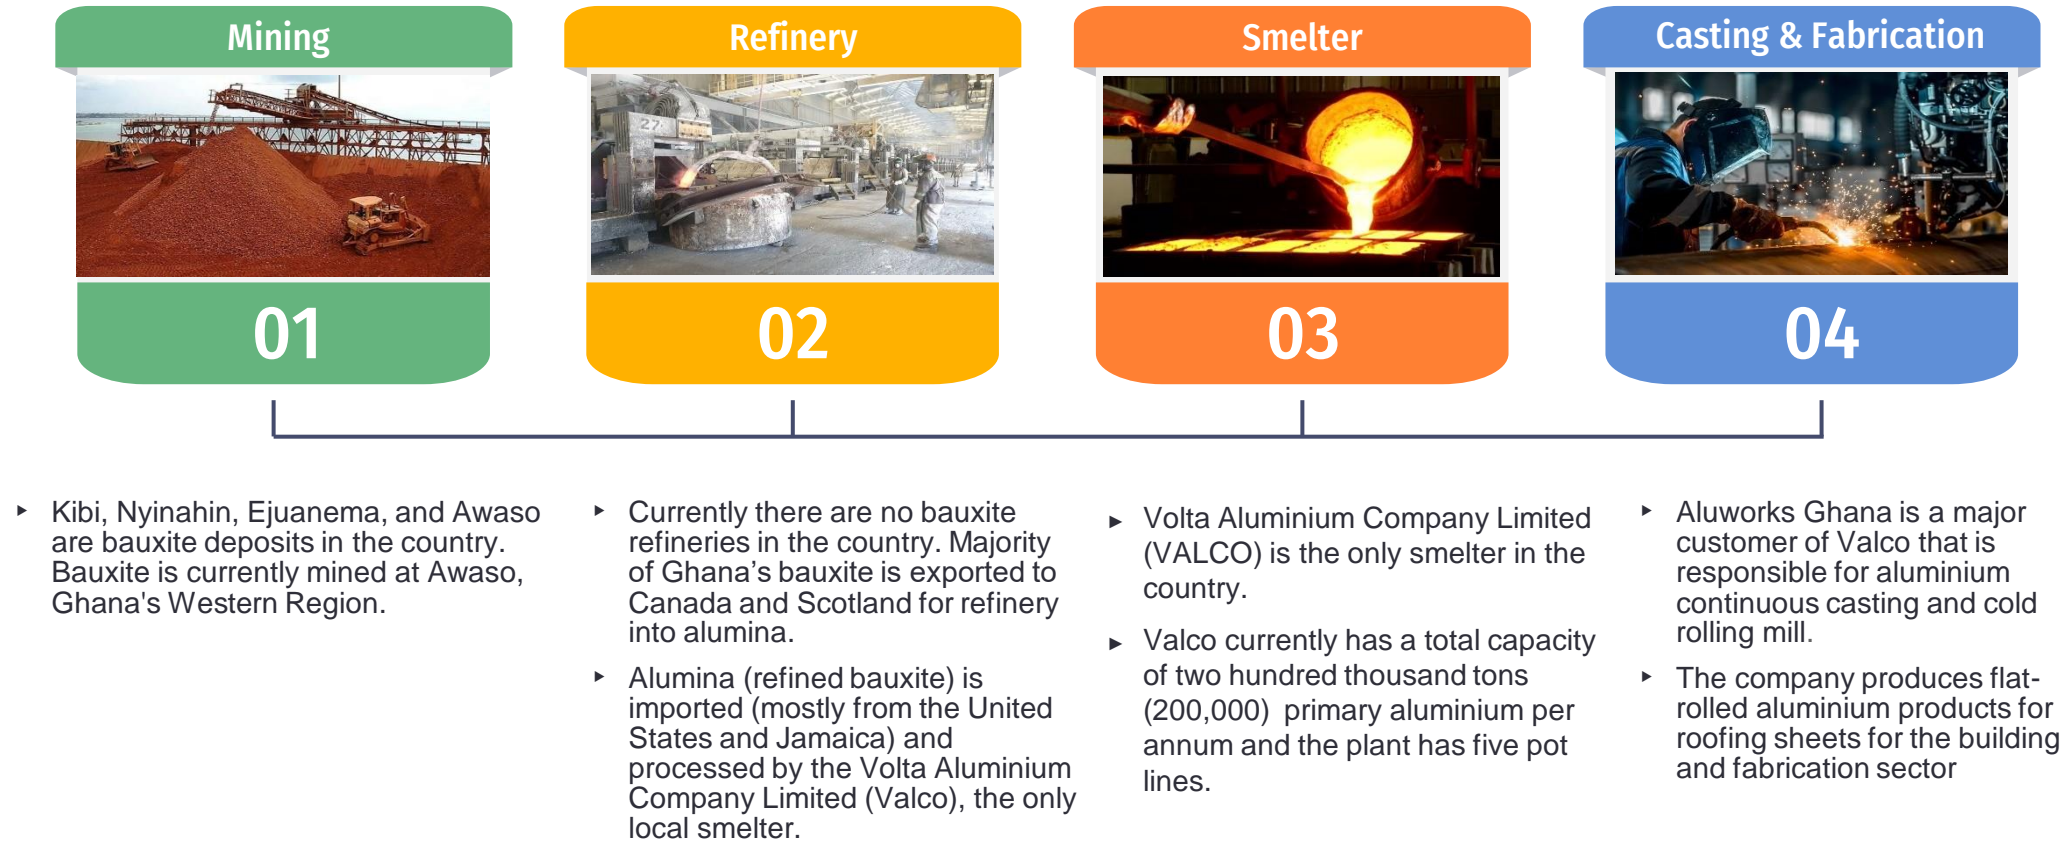 Mining
Refinery
Smelter
Casting & Fabrication
27
01
02
03
04
‣ Kibi, Nyinahin, Ejuanema, and Awaso
are bauxite deposits in the country.
Bauxite is currently mined at Awaso,
Ghana's Western Region.
‣ Currently there are no bauxite
refineries in the country. Majority
of Ghana’s bauxite is exported to
Canada and Scotland for refinery
into alumina.
‣ Alumina (refined bauxite) is
imported (mostly from the United
States and Jamaica) and
processed by the Volta Aluminium
Company Limited (Valco), the only
local smelter.
► Volta Aluminium Company Limited
(VALCO) is the only smelter in the
country.
► Valco currently has a total capacity
of two hundred thousand tons
(200,000)  primary aluminium per
annum and the plant has five pot
lines.
‣ Aluworks Ghana is a major
customer of Valco that is
responsible for aluminium
continuous casting and cold
rolling mill.
‣ The company produces flat-
rolled aluminium products for
roofing sheets for the building
and fabrication sector